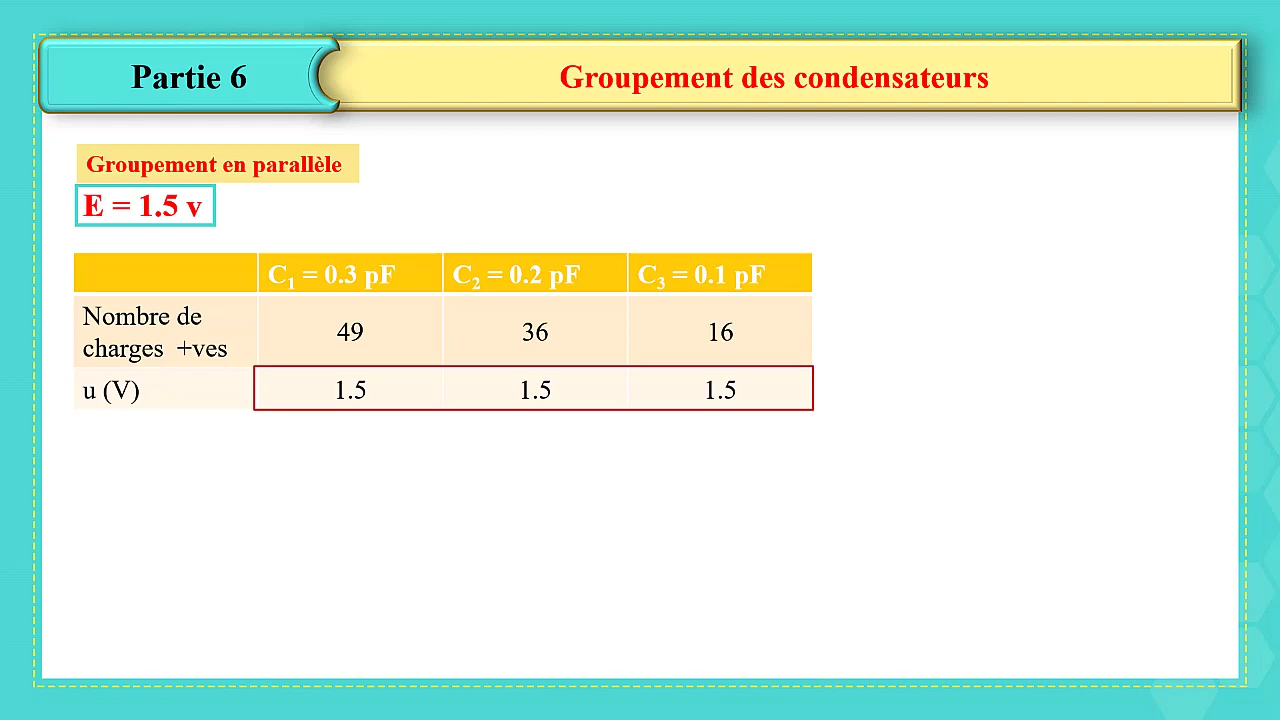 Partie 6
Groupement des condensateurs
Groupement en parallèle
E = 1.5 v
C₁ = 0.3 pF C₂ = 0.2 pF C₃ = 0.1 pF
Nombre de
charges +ves 49 36 16
u (V) 1.5 1.5 1.5